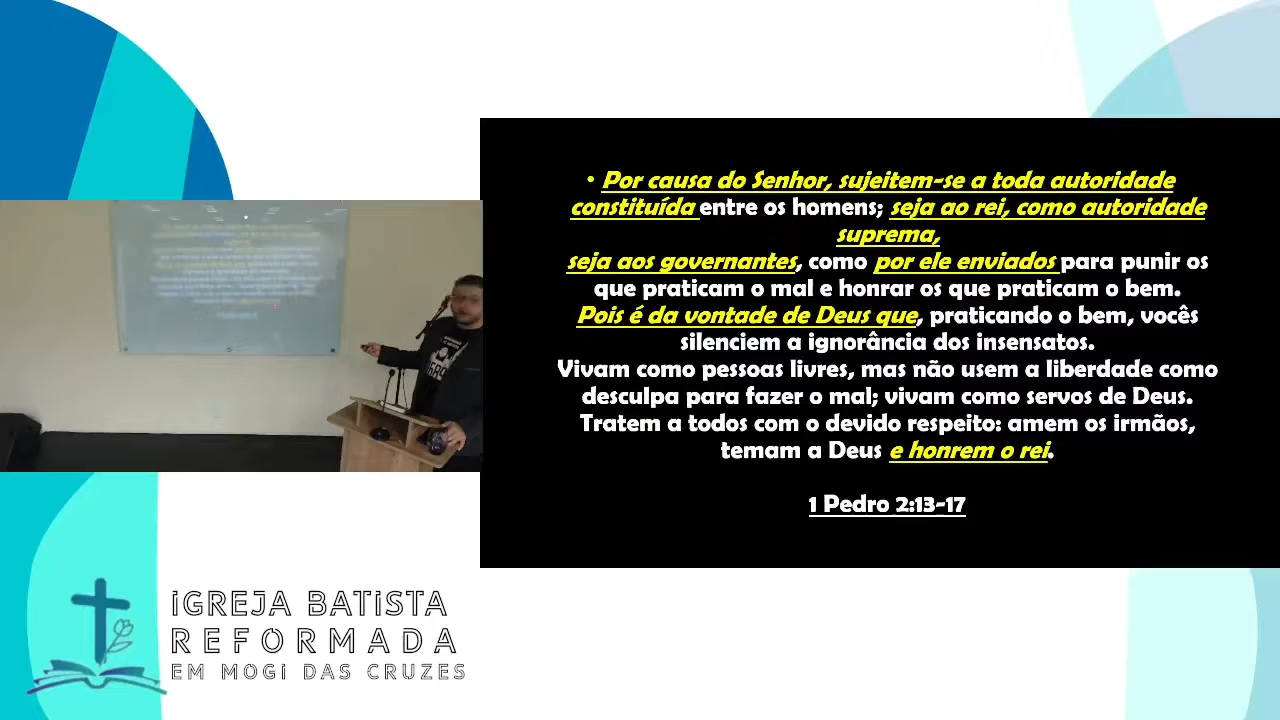 • Por causa do Senhor, sujeitem-se a toda autoridade
constituída entre os homens; seja ao rei, como autoridade
suprema,
seja aos governantes, como por ele enviados para punir os
que praticam o mal e honrar os que praticam o bem.
Pois é da vontade de Deus que, praticando o bem, vocês
silenciem a ignorância dos insensatos.
Vivam como pessoas livres, mas não usem a liberdade como
desculpa para fazer o mal; vivam como servos de Deus.
Tratem a todos com o devido respeito: amem os irmãos,
temam a Deus e honrem o rei.
1 Pedro 2:13-17
iGREJA BATiSTA
REFORMADA
EM MOGi DAS CRUZES